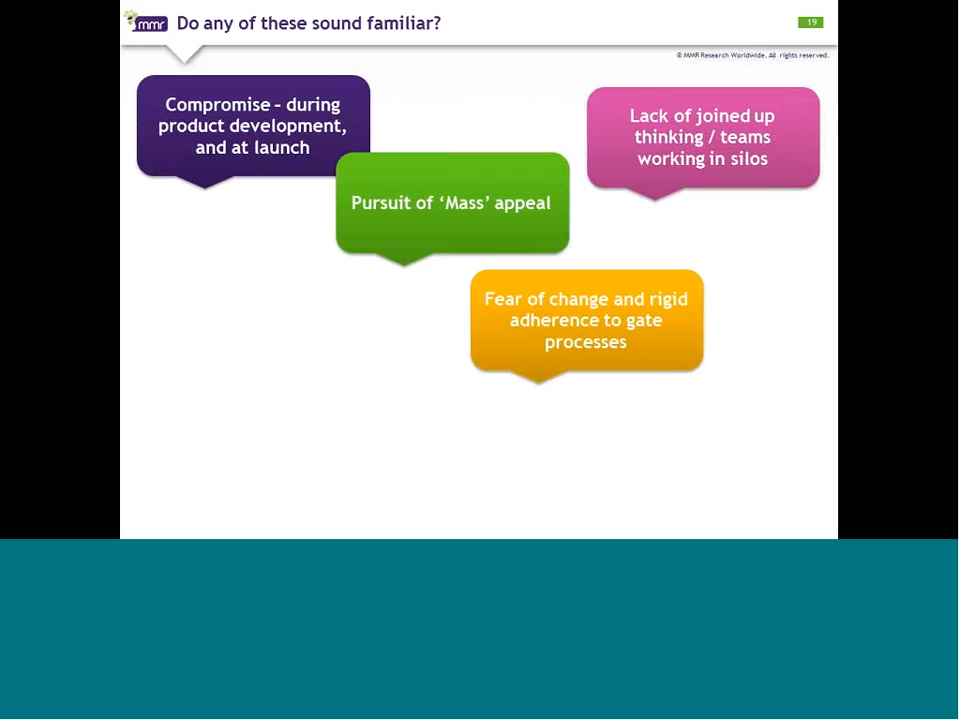 mmr
Do any of these sound familiar?
19
© MMR Research Worldwide. All rights reserved.
Compromise – during
product development,
and at launch
Lack of joined up
thinking / teams
working in silos
Pursuit of ‘Mass’ appeal
Fear of change and rigid
adherence to gate
processes